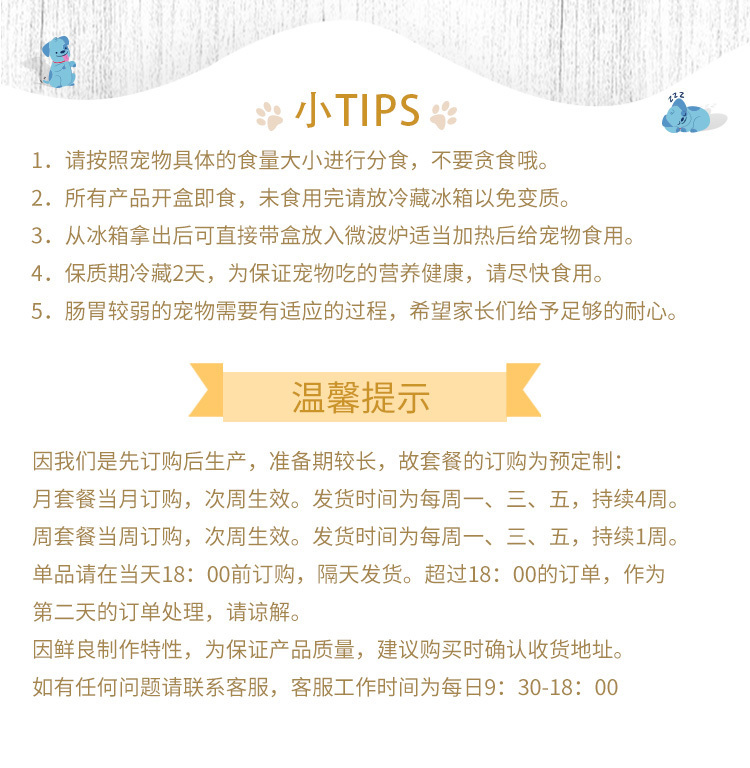 zzz
小TIPS
1. 请按照宠物具体的食量大小进行分食，不要贪食哦。
2. 所有产品开盒即食，未食用完请放冷藏冰箱以免变质。
3. 从冰箱拿出后可直接带盒放入微波炉适当加热后给宠物食用。
4. 保质期冷藏2天，为保证宠物吃的营养健康，请尽快食用。
5. 肠胃较弱的宠物需要有适应的过程，希望家长们给予足够的耐心。
温馨提示
因我们是先订购后生产，准备期较长，故套餐的订购为预定制：
月套餐当月订购，次周生效。发货时间为每周一、三、五，持续4周。
周套餐当周订购，次周生效。发货时间为每周一、三、五，持续1周。
单品请在当天18：00前订购，隔天发货。超过18：00的订单，作为
第二天的订单处理，请谅解。
因鲜良制作特性，为保证产品质量，建议购买时确认收货地址。
如有任何问题请联系客服，客服工作时间为每日9：30-18：00